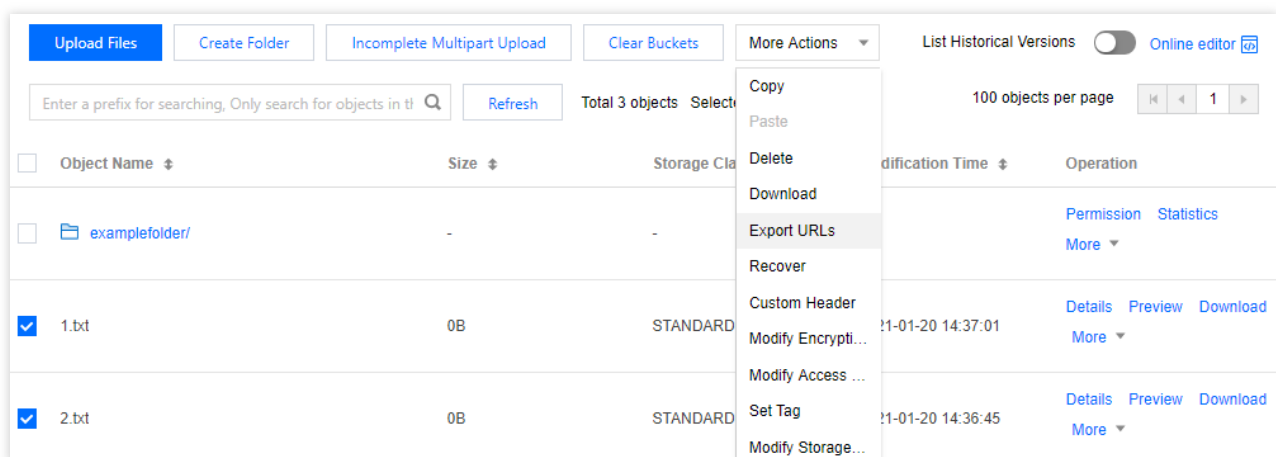 Upload Files Create Folder Incomplete Multipart Upload Clear Buckets More Actions List Historical Versions Online editor
Enter a prefix for searching, Only search for objects in th Refresh Total 3 objects Selecte 100 objects per page 1
Copy
Paste
Object Name Size Storage Cla Delete dification Time Operation
Download
examplefolder/ - - Export URLs Permission Statistics
More
Recover
Custom Header
1.txt 0B STANDARD 21-01-20 14:37:01 Details Preview Download
More
Modify Encrypti...
Modify Access ...
Set Tag
2.txt 0B STANDARD 21-01-20 14:36:45 Details Preview Download
More
Modify Storage...